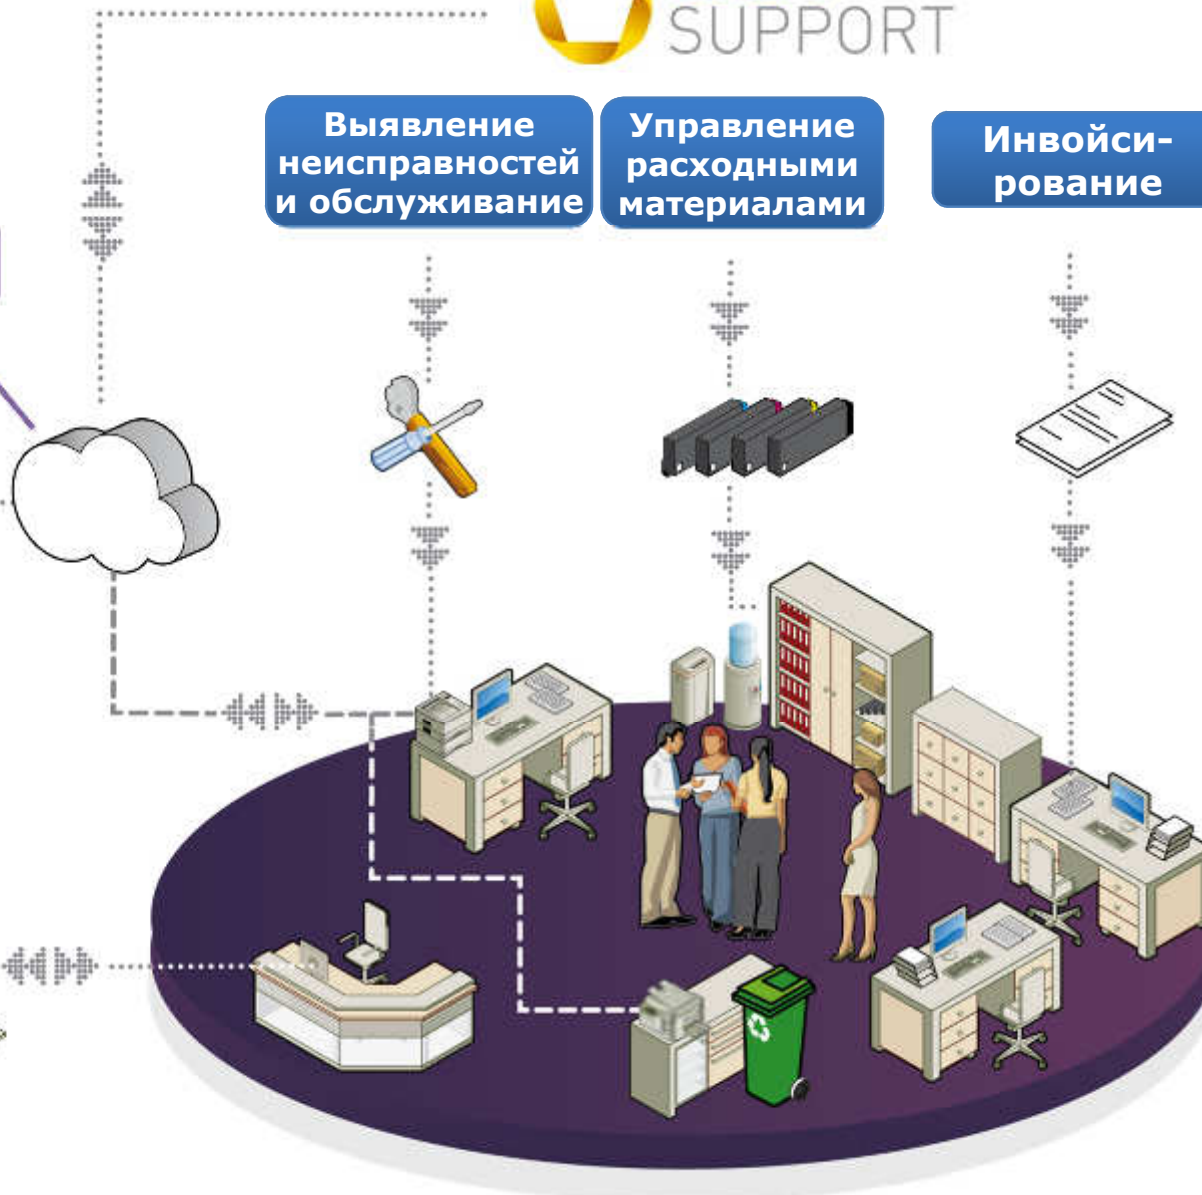 SUPPORT
Выявление
неисправностей
и обслуживание
Управление
расходными
материалами
Инвойси-
рование